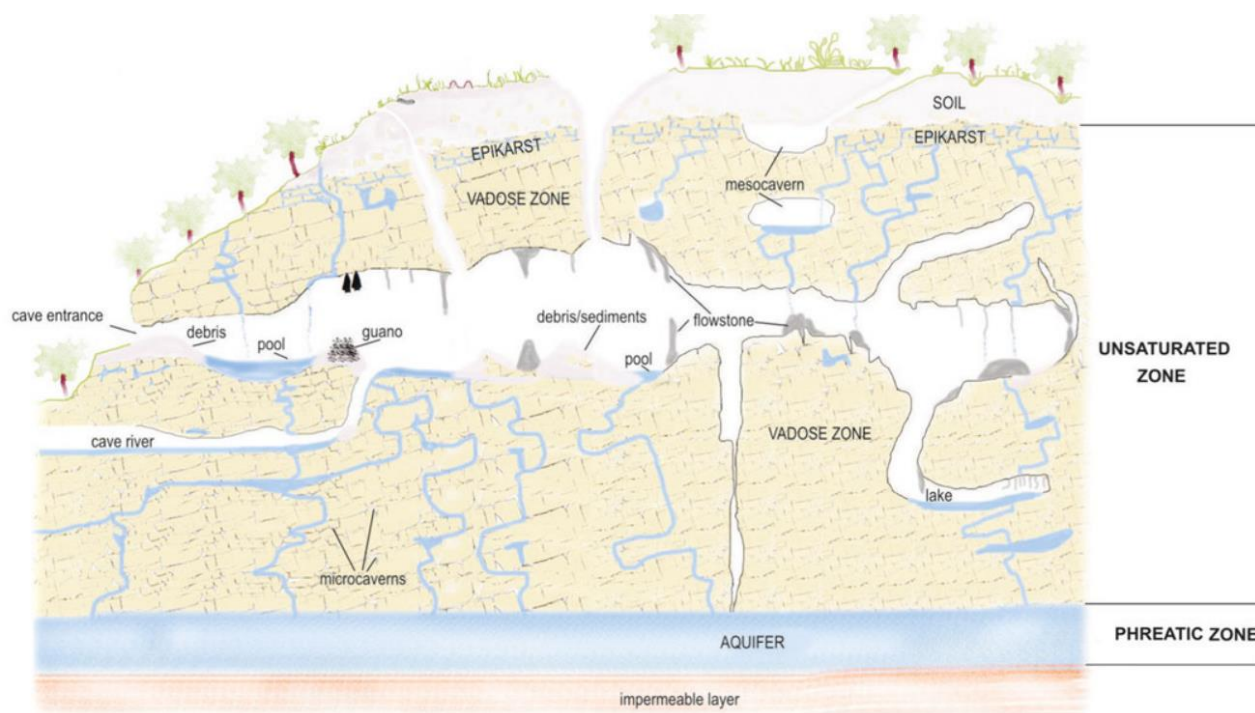 SOIL
EPIKARST
EPIKARST
mesocavern
VADOSE ZONE
cave entrance
debris
pool
guano
debris/sediments
flowstone
pool
UNSATURATED
ZONE
cave river
VADOSE ZONE
lake
microcaverns
AQUIFER
PHREATIC ZONE
impermeable layer